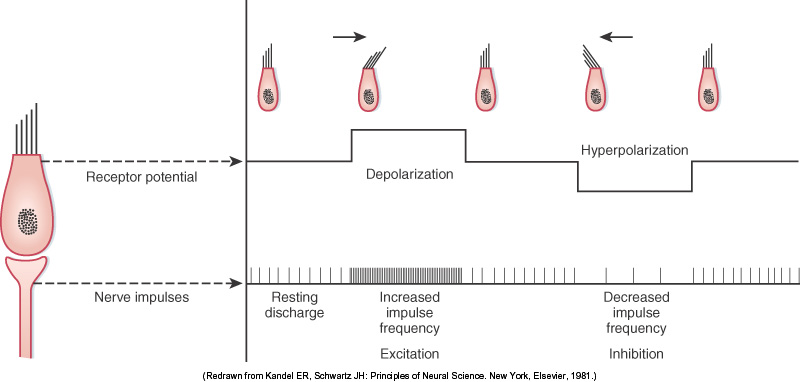 Hyperpolarization
Receptor potential
Depolarization
Nerve impulses
Resting
discharge
Increased
impulse
frequency
Decreased
impulse
frequency
Excitation
Inhibition
(Redrawn from Kandel ER, Schwartz JH: Principles of Neural Science. New York, Elsevier, 1981.)